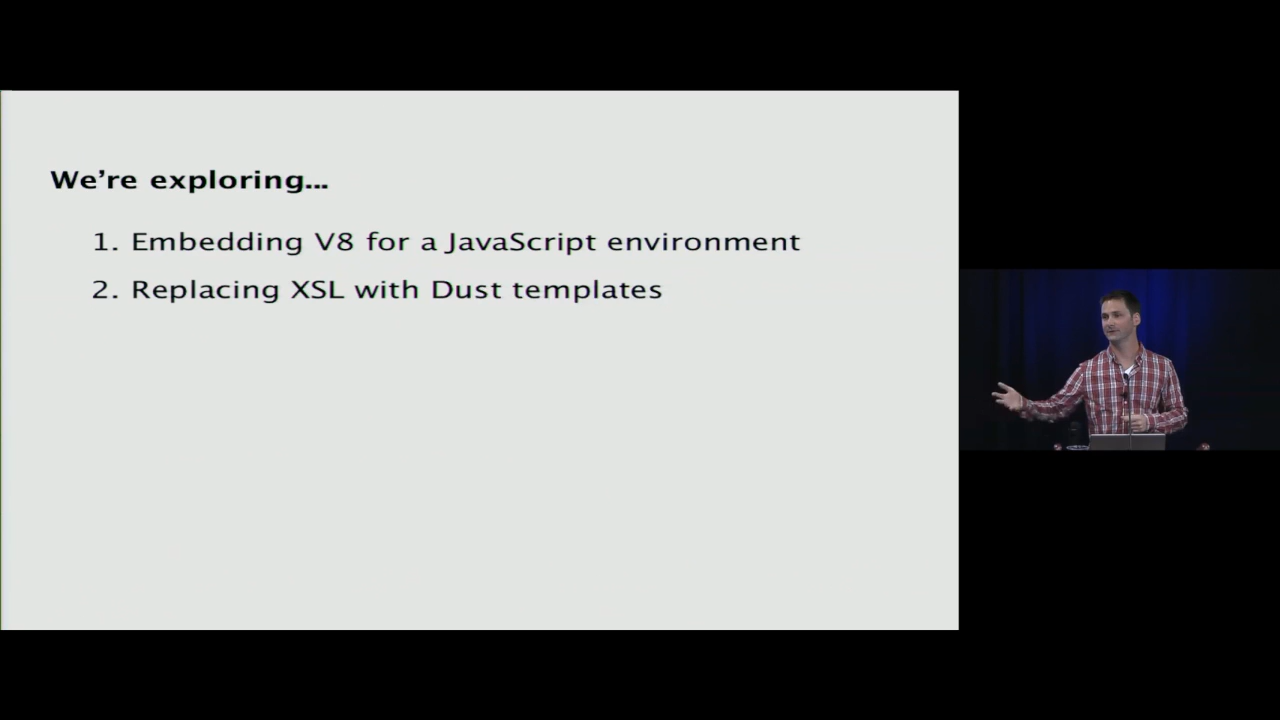 We’re exploring...
1. Embedding V8 for a JavaScript environment
2. Replacing XSL with Dust templates